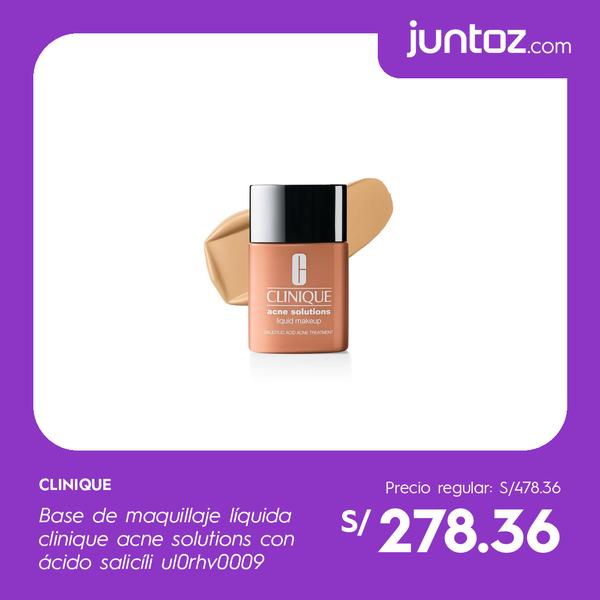 juntoz.com
CLINIQUE
acne solutions
liquid makeup
SALICYLIC ACID ACNE TREATMENT
CLINIQUE
Base de maquillaje líquida
clinique acne solutions con
ácido salicíli ul0rhv0009
Precio regular: S/478.36
S/ 278.36